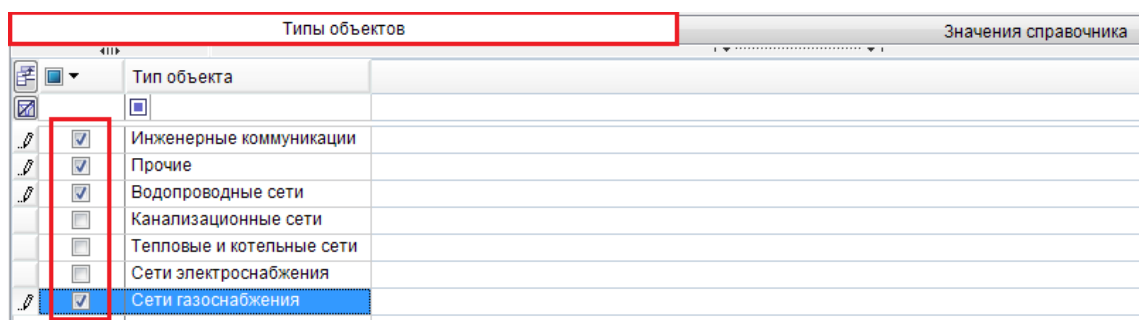 Типы объектов
Значения справочника
Тип объекта
Инженерные коммуникации
Прочие
Водопроводные сети
Канализационные сети
Тепловые и котельные сети
Сети электроснабжения
Сети газоснабжения